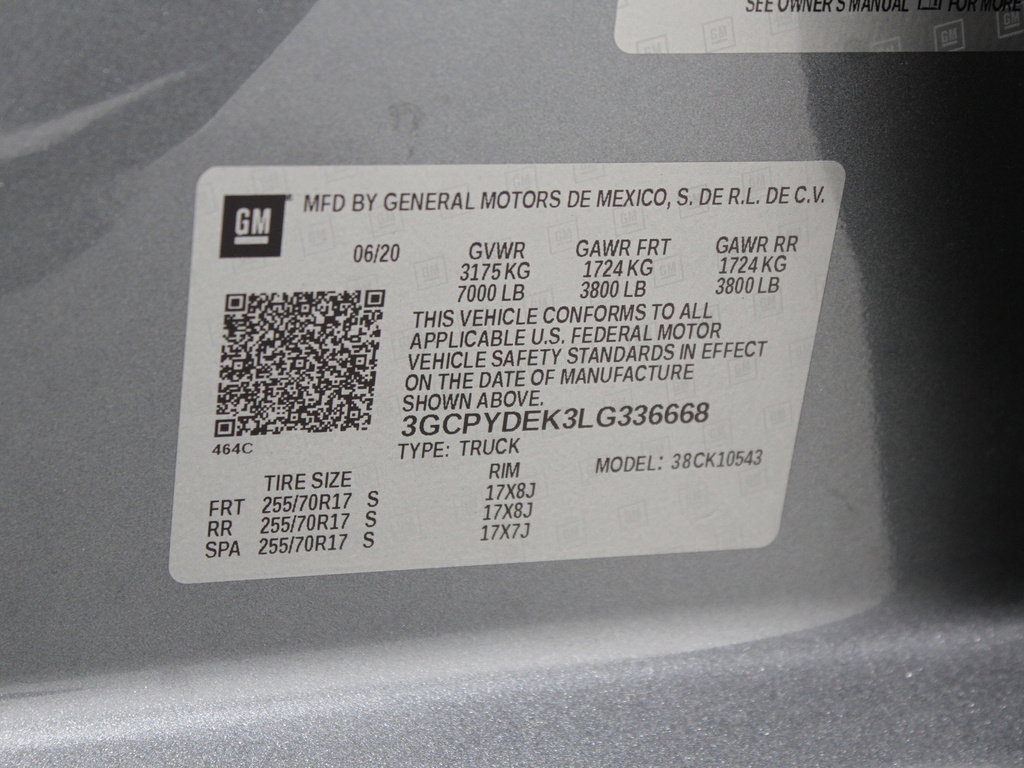 SEE OWNER'S MANUAL FOR MORE
GM
MFD BY GENERAL MOTORS DE MEXICO, S. DE R.L. DE C.V.
06/20
GVWR GAWR FRT GAWR RR
3175 KG 1724 KG 1724 KG
7000 LB 3800 LB 3800 LB
THIS VEHICLE CONFORMS TO ALL
APPLICABLE U.S. FEDERAL MOTOR
VEHICLE SAFETY STANDARDS IN EFFECT
ON THE DATE OF MANUFACTURE
SHOWN ABOVE.
3GCPYDEK3LG336668
464C
TYPE: TRUCK MODEL: 38CK10543
TIRE SIZE RIM
FRT 255/70R17 S 17X8J
RR 255/70R17 S 17X8J
SPA 255/70R17 S 17X7J